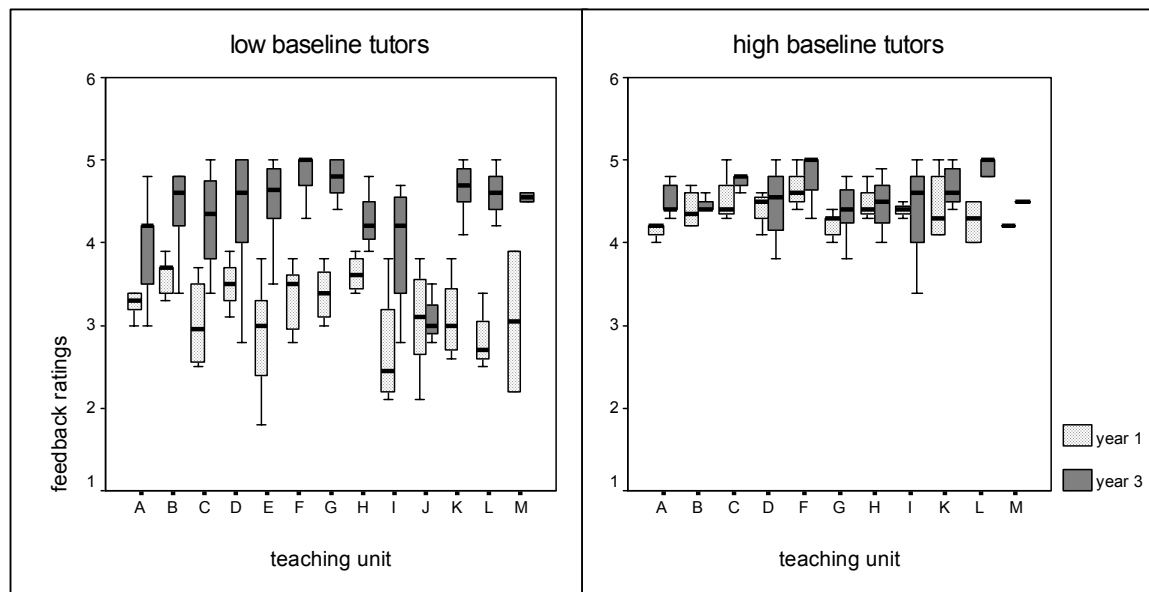 low baseline tutors
6
5
4
3
2
1
feedback ratings
A B C D E F G H I J K L M
teaching unit
high baseline tutors
6
5
4
3
2
1
A B C D F G H I K L M
teaching unit
year 1
year 3